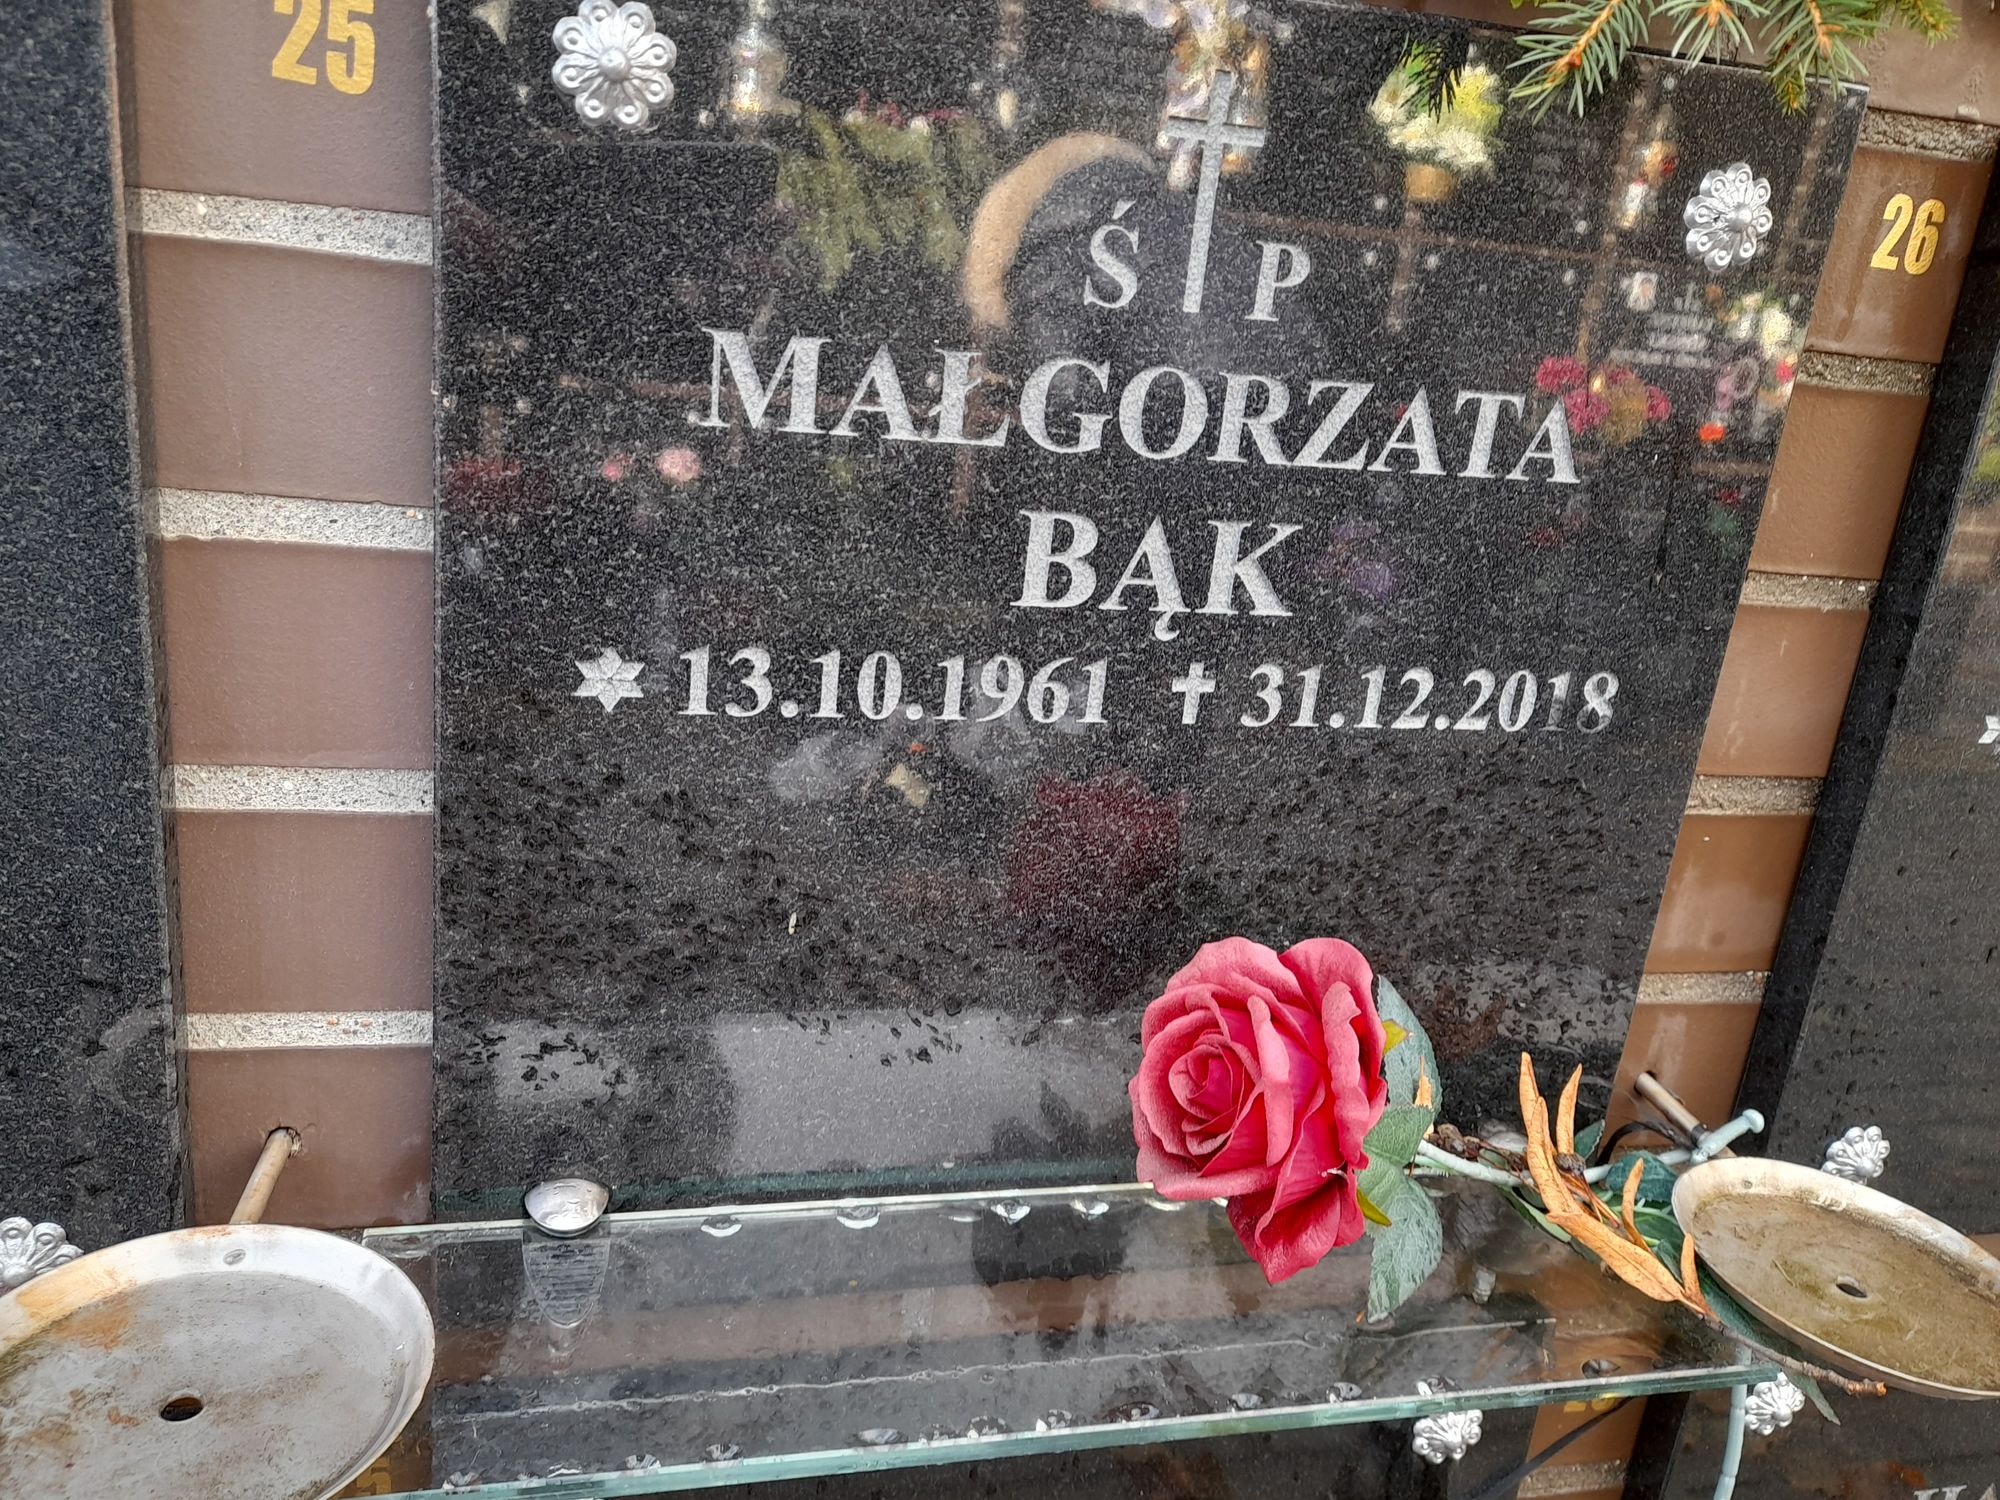 25
26
Ś P
MAŁGORZATA
BĄK
13.10.1961 31.12.2018